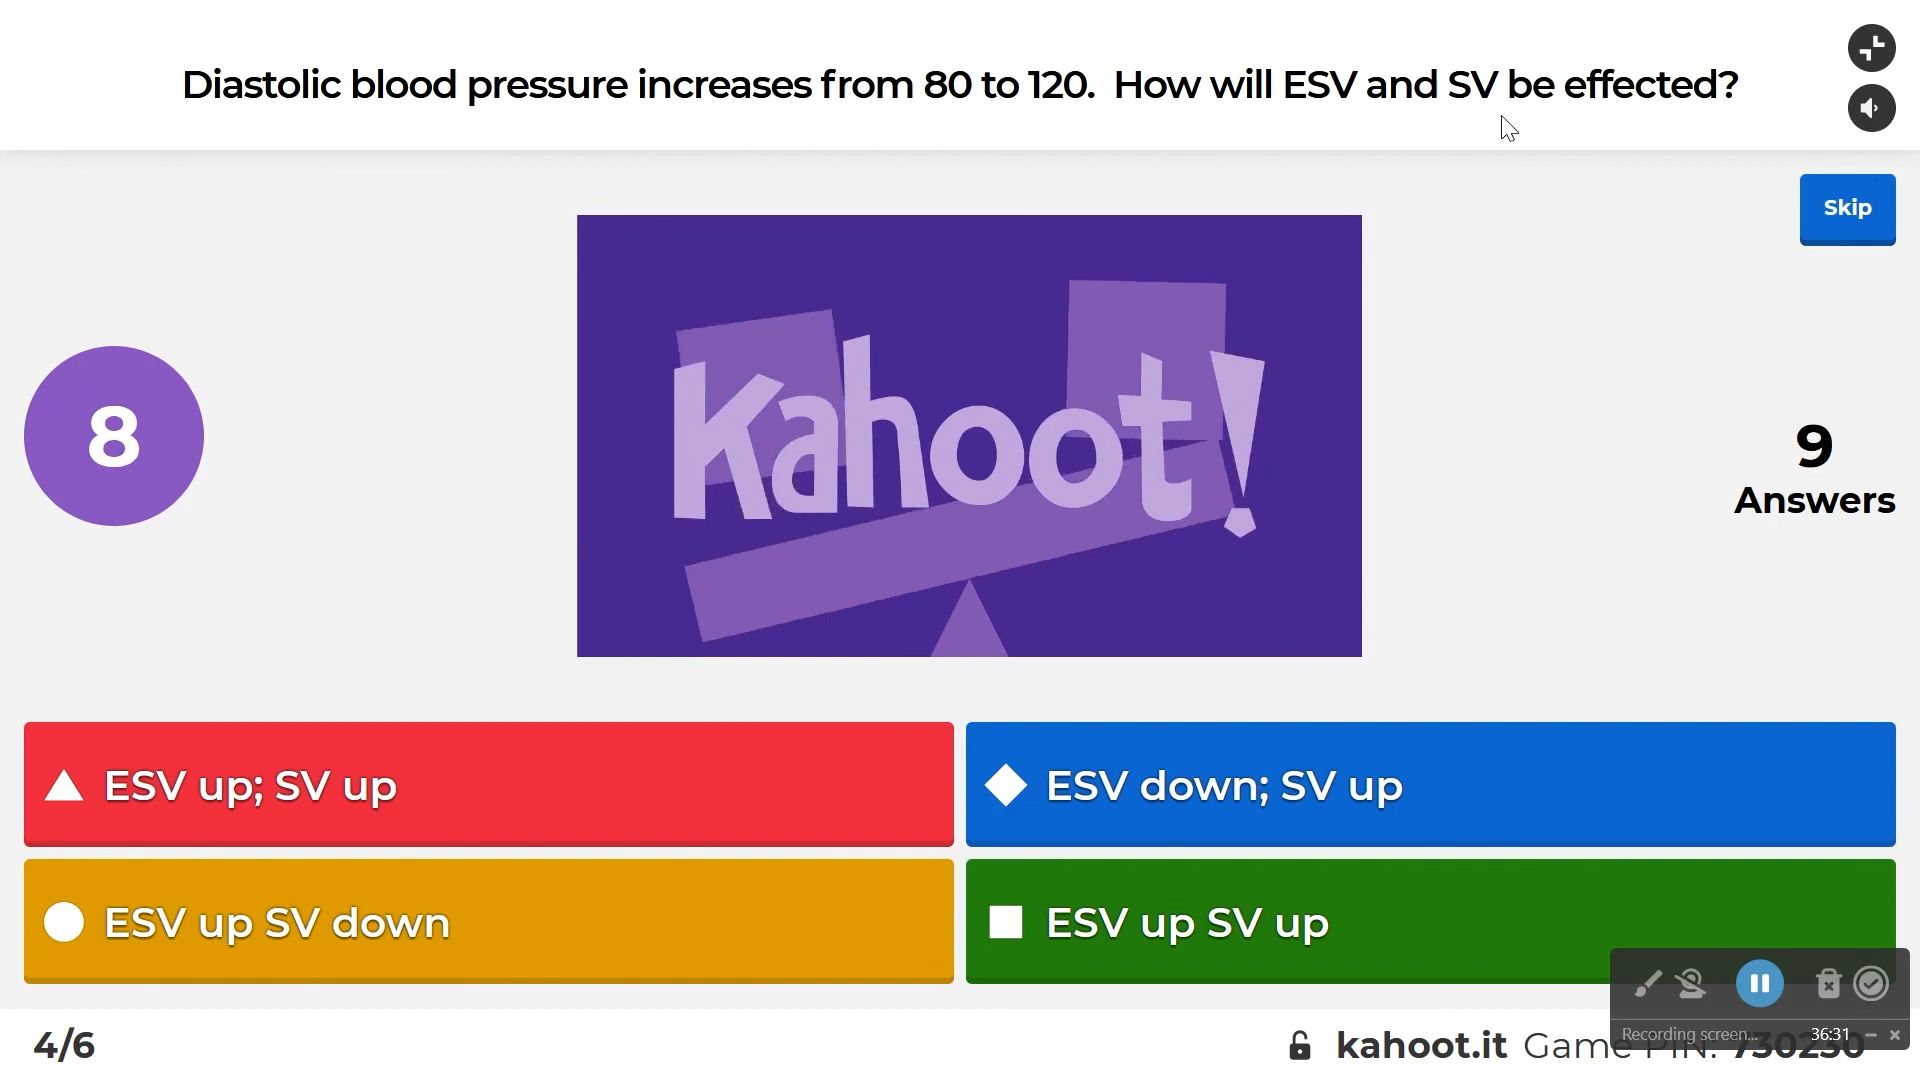 Diastolic blood pressure increases from 80 to 120.  How will ESV and SV be effected?
Skip
Kahoot!
8
9
Answers
ESV up; SV up
ESV down; SV up
ESV up SV down
ESV up SV up
4/6
kahoot.it Game PIN: 730230
Recording screen... 36:31